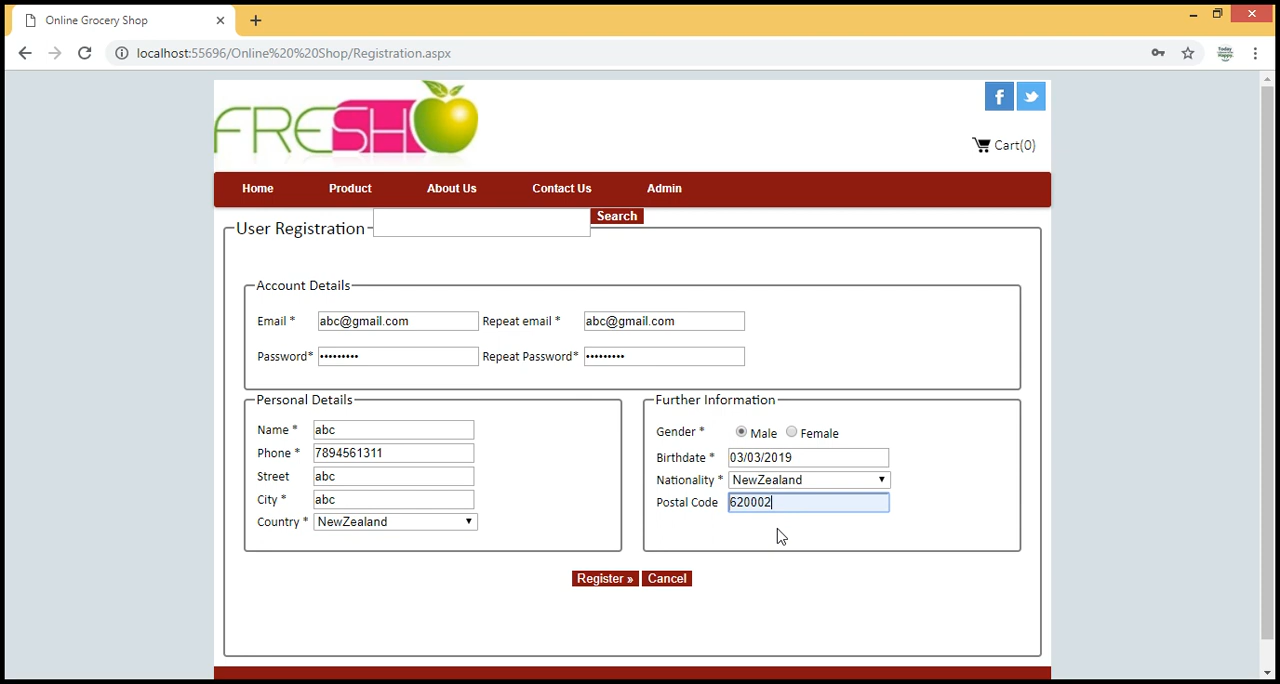 Online Grocery Shop
localhost:55696/Online%20%20Shop/Registration.aspx
FRESH
Cart(0)
Home Product About Us Contact Us Admin
Search
User Registration
Account Details
Email * abc@gmail.com Repeat email * abc@gmail.com
Password* ••••••••• Repeat Password* •••••••••
Personal Details
Name * abc
Phone * 7894561311
Street abc
City * abc
Country * NewZealand
Further Information
Gender * Male Female
Birthdate * 03/03/2019
Nationality * NewZealand
Postal Code 620002
Register » Cancel